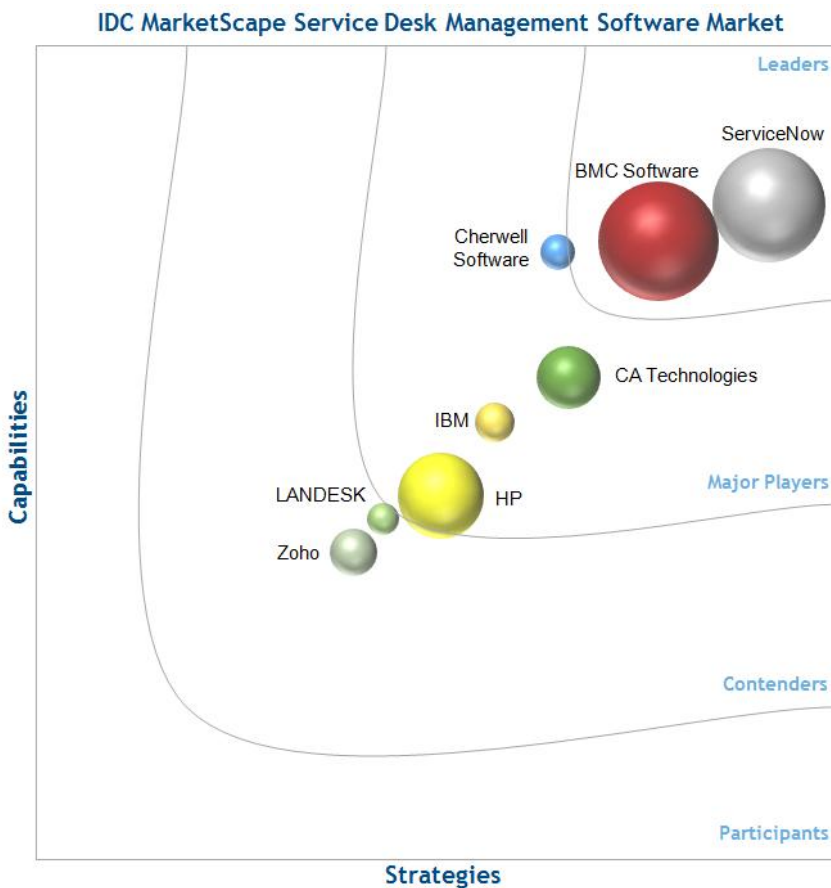 IDC MarketScape Service Desk Management Software Market
Leaders
ServiceNow
BMC Software
Cherwell
Software
CA Technologies
IBM
Major Players
LANDESK
HP
Zoho
Contenders
Participants
Capabilities
Strategies